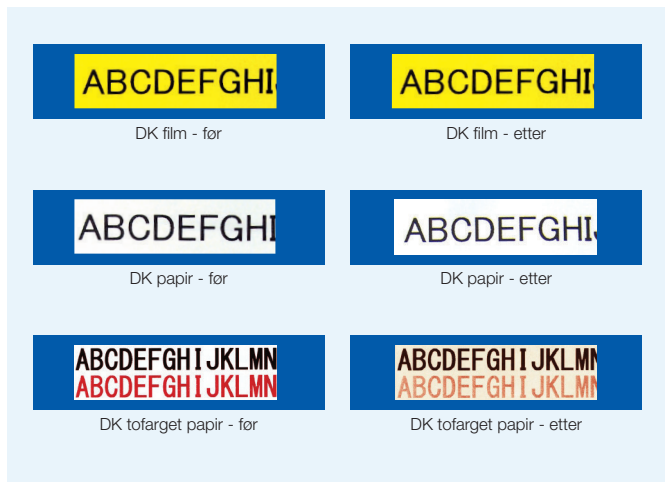 ABCDEFGHI
DK film - før
ABCDEFGHI
DK film - etter
ABCDEFGHI
DK papir - før
ABCDEFGHI
DK papir - etter
ABCDEFGHIJKLMN
ABCDEFGHIJKLMN
DK tofarget papir - før
ABCDEFGHIJKLMN
ABCDEFGHIJKLMN
DK tofarget papir - etter